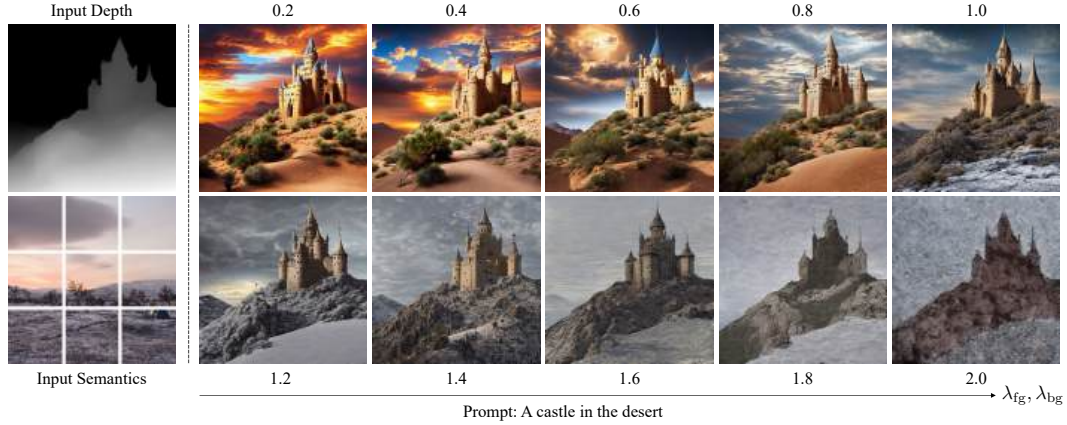 Input Depth
0.2 0.4 0.6 0.8 1.0
Input Semantics
1.2 1.4 1.6 1.8 2.0
λfg, λbg
Prompt: A castle in the desert